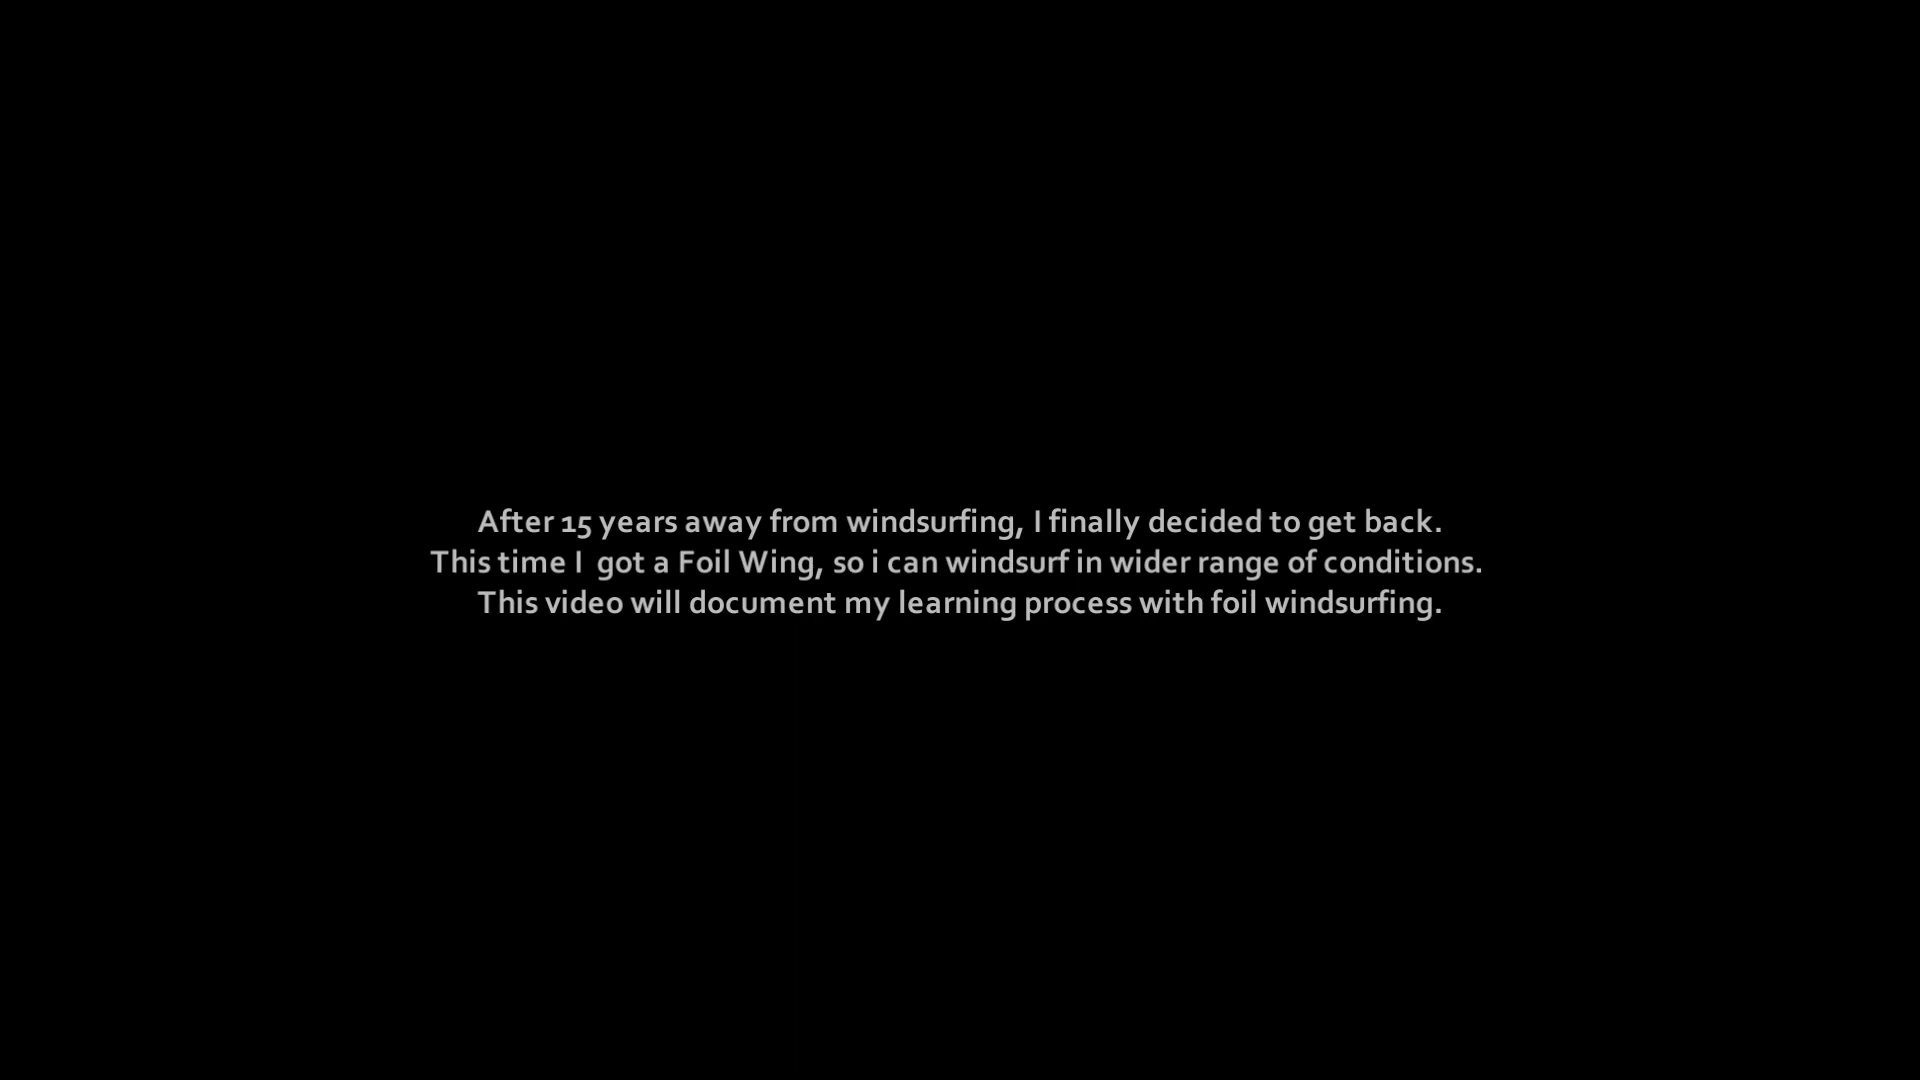 After 15 years away from windsurfing, I finally decided to get back.
This time I  got a Foil Wing, so i can windsurf in wider range of conditions.
This video will document my learning process with foil windsurfing.